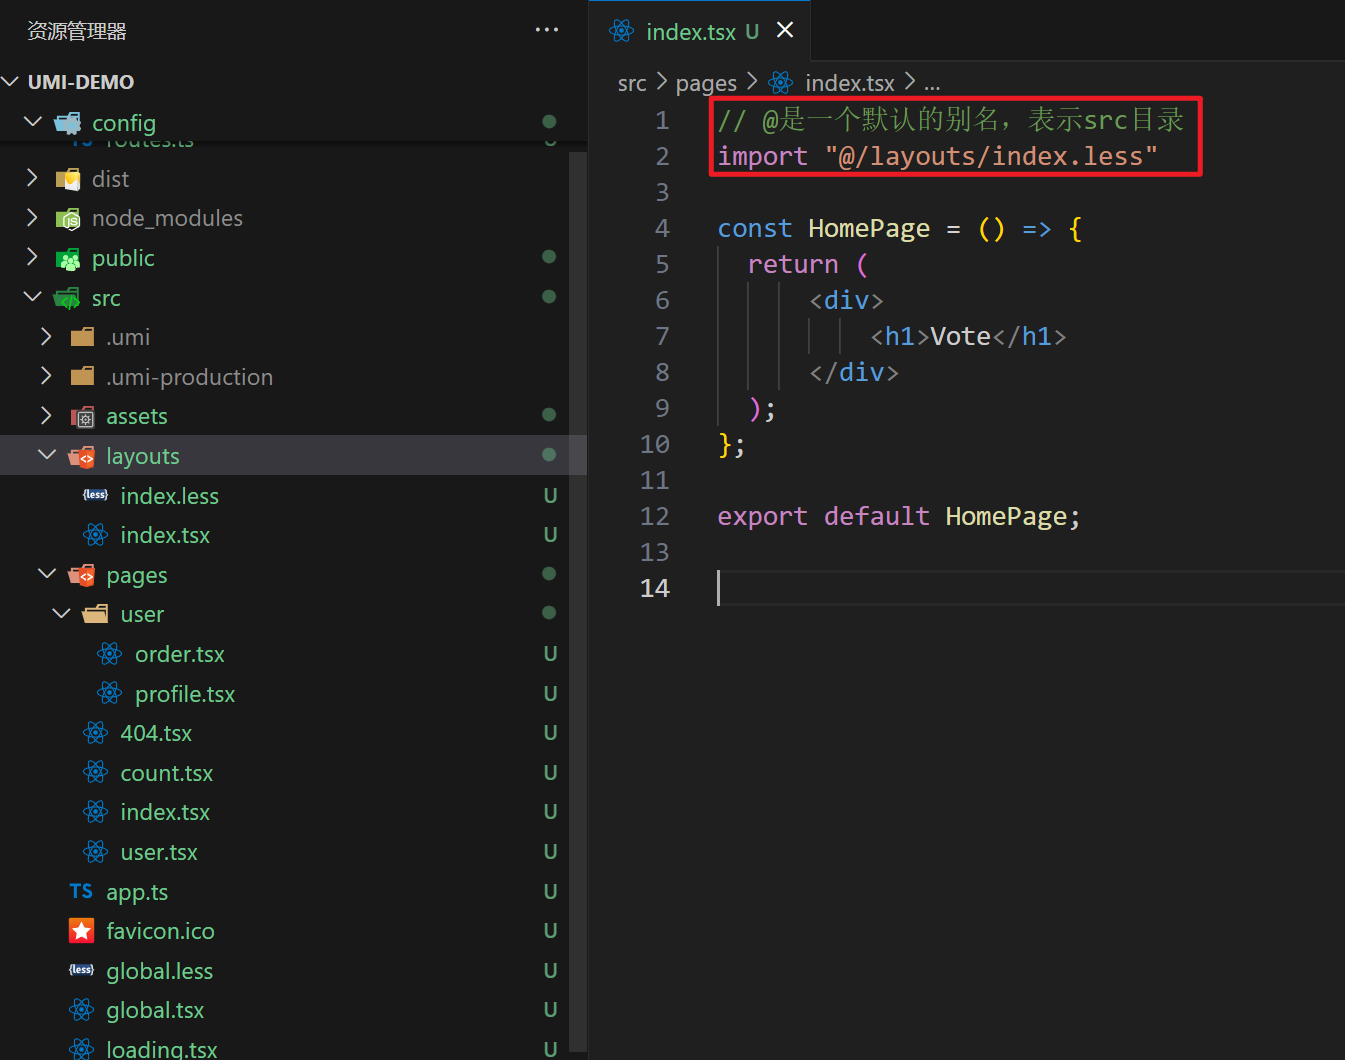 资源管理器
···
UMI-DEMO
config
routes.ts
dist
node_modules
public
src
.umi
.umi-production
assets
layouts
index.less U
index.tsx U
pages
user
order.tsx U
profile.tsx U
404.tsx U
count.tsx U
index.tsx U
user.tsx U
TS app.ts U
favicon.ico U
global.less U
global.tsx U
loading.tsx U
index.tsx U
src > pages > index.tsx > ...
1 // @是一个默认的别名，表示src目录
2 import "@/layouts/index.less"
3
4 const HomePage = () => {
5 return (
6 <div>
7 <h1>Vote</h1>
8 </div>
9 );
10 };
11
12 export default HomePage;
13
14